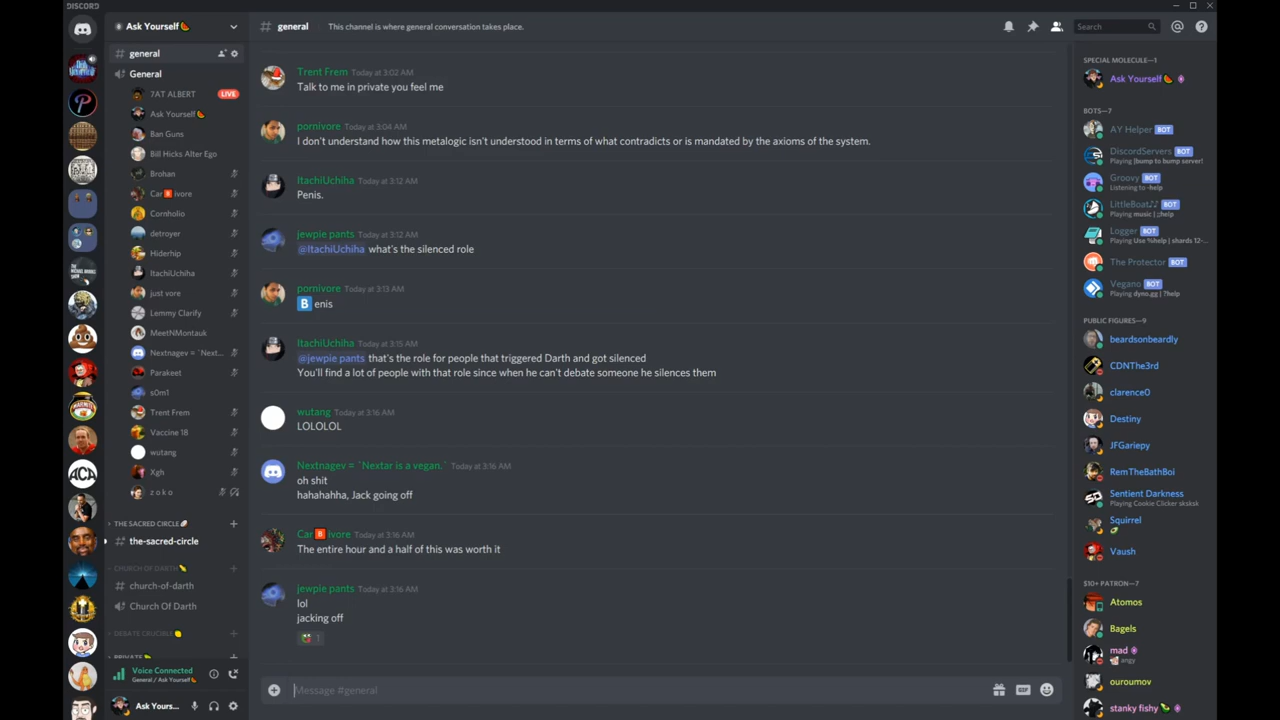 DISCORD
Ask Yourself🍉
general
General
7AT ALBERT LIVE
Ask Yourself🍉
Ban Guns
Bill Hicks Alter Ego
Brohan
Car🅱ivore
Cornholio
detroyer
Hiderhip
ItachiUchiha
just vore
Lemmy Clarify
MeetNMontauk
Nextnagev = `Next...
Parakeet
s0m1
Trent Frem
Vaccine 18
wutang
Xgh
z o k o
THE SACRED CIRCLE
the-sacred-circle
CHURCH OF DARTH
church-of-darth
Church Of Darth
DEBATE CRUCIBLE
PRIVATE
Voice Connected
General / Ask Yourself🍉
Ask Yours...
# general This channel is where general conversation takes place.
Search
Trent Frem Today at 3:02 AM
Talk to me in private you feel me
pornivore Today at 3:04 AM
I don't understand how this metalogic isn't understood in terms of what contradicts or is mandated by the axioms of the system.
ItachiUchiha Today at 3:12 AM
Penis.
jewpie pants Today at 3:12 AM
@ItachiUchiha what's the silenced role
pornivore Today at 3:13 AM
🅱 enis
ItachiUchiha Today at 3:15 AM
@jewpie pants that's the role for people that triggered Darth and got silenced
You'll find a lot of people with that role since when he can't debate someone he silences them
wutang Today at 3:16 AM
LOLOLOL
Nextnagev = `Nextar is a vegan.` Today at 3:16 AM
oh shit
hahahahha, Jack going off
Car🅱ivore Today at 3:16 AM
The entire hour and a half of this was worth it
jewpie pants Today at 3:16 AM
lol
jacking off
1
Message #general
GIF
SPECIAL MOLECULE—1
Ask Yourself🍉
BOTS—7
AY Helper BOT
DiscordServers BOT
Playing !bump to bump server!
Groovy BOT
Listening to -help
LittleBoat♪♪ BOT
Playing music | ;;help
Logger BOT
Playing Use %help | shards 12-...
The Protector BOT
Vegano BOT
Playing dyno.gg | ?help
PUBLIC FIGURES—9
beardsonbeardly
CDNThe3rd
clarence0
Destiny
JFGariepy
RemTheBathBoi
Sentient Darkness
Playing Cookie Clicker sksksk
Squirrel
Vaush
$10+ PATRON—7
Atomos
Bagels
mad
angy
ouroumov
stanky fishy
ACA